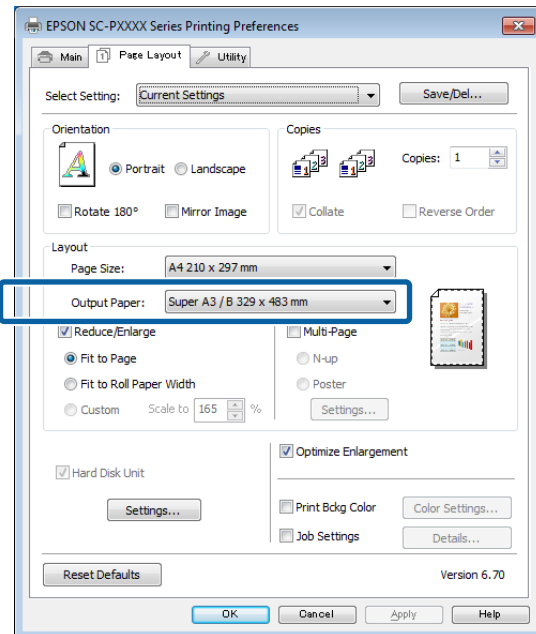 EPSON SC-PXXXX Series Printing Preferences
Main Page Layout Utility
Select Setting: Current Settings Save/Del...
Orientation
Portrait Landscape
Rotate 180° Mirror Image
Copies
Copies: 1
Collate Reverse Order
Layout
Page Size: A4 210 x 297 mm
Output Paper: Super A3 / B 329 x 483 mm
Reduce/Enlarge
Fit to Page
Fit to Roll Paper Width
Custom Scale to 165 %
Multi-Page
N-up
Poster
Settings...
Hard Disk Unit
Settings...
Optimize Enlargement
Print Bckg Color Color Settings...
Job Settings Details...
Reset Defaults Version 6.70
OK Cancel Apply Help